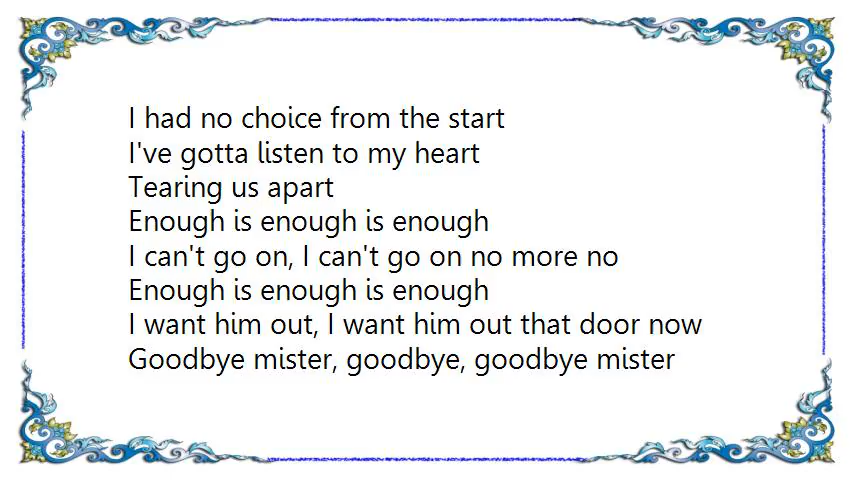 I had no choice from the start
I've gotta listen to my heart
Tearing us apart
Enough is enough is enough
I can't go on, I can't go on no more no
Enough is enough is enough
I want him out, I want him out that door now
Goodbye mister, goodbye, goodbye mister